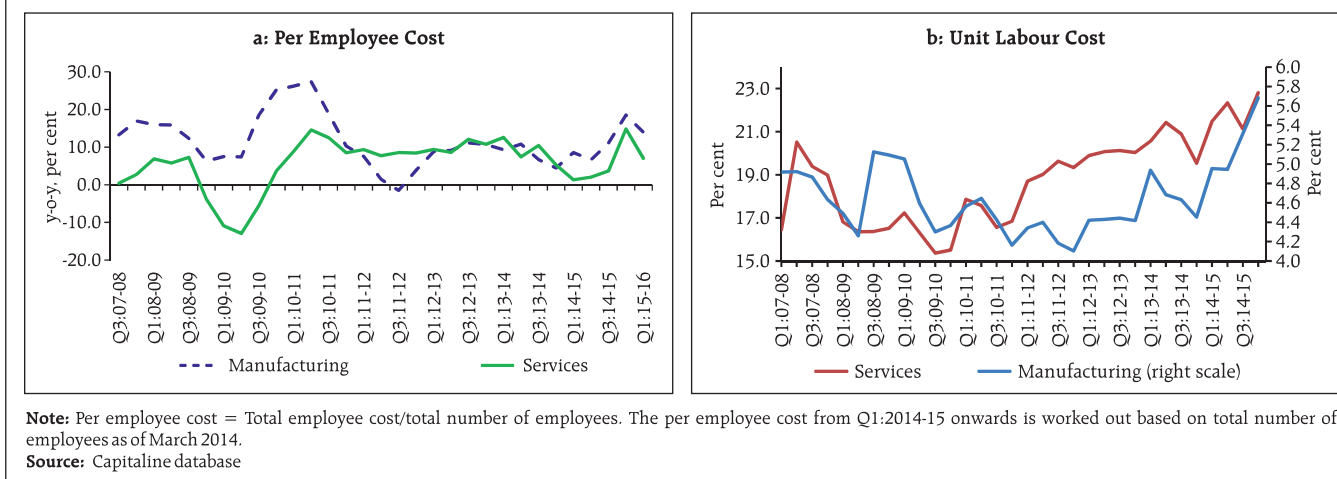 a: Per Employee Cost
y-o-y, per cent
30.0
20.0
10.0
0.0
-10.0
-20.0
Q3:07-08
Q1:08-09
Q3:08-09
Q1:09-10
Q3:09-10
Q1:10-11
Q3:10-11
Q1:11-12
Q3:11-12
Q1:12-13
Q3:12-13
Q1:13-14
Q3:13-14
Q1:14-15
Q3:14-15
Q1:15-16
Manufacturing
Services
b: Unit Labour Cost
Per cent
23.0
21.0
19.0
17.0
15.0
6.0
5.8
5.6
5.4
5.2
5.0
4.8
4.6
4.4
4.2
4.0
Per cent
Q1:07-08
Q3:07-08
Q1:08-09
Q3:08-09
Q1:09-10
Q3:09-10
Q1:10-11
Q3:10-11
Q1:11-12
Q3:11-12
Q1:12-13
Q3:12-13
Q1:13-14
Q3:13-14
Q1:14-15
Q3:14-15
Services
Manufacturing (right scale)
Note: Per employee cost = Total employee cost/total number of employees. The per employee cost from Q1:2014-15 onwards is worked out based on total number of
employees as of March 2014.
Source: Capitaline database